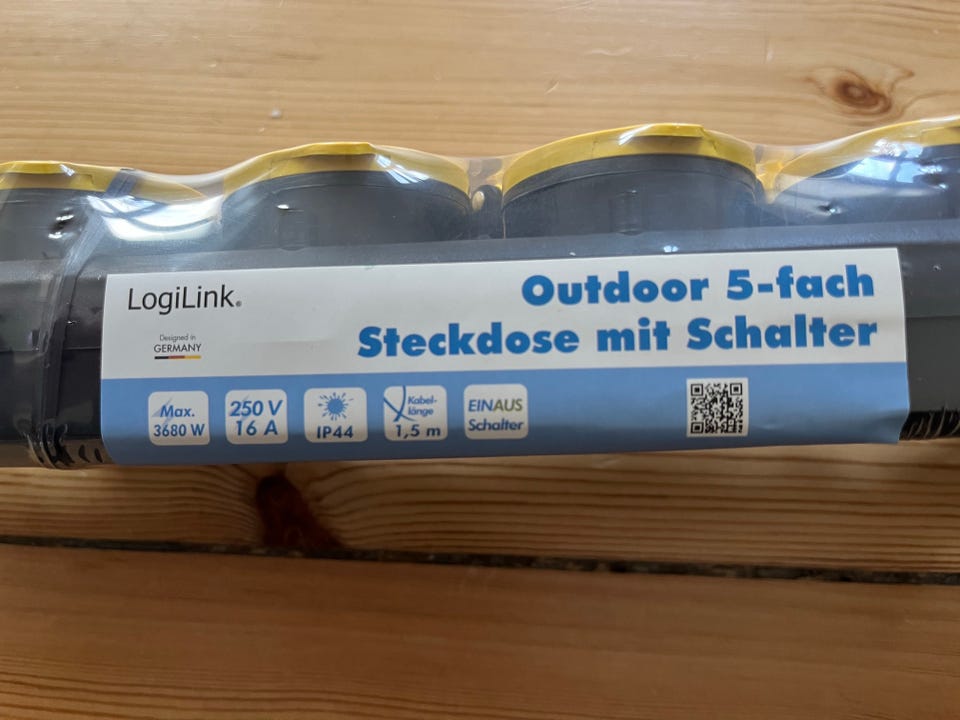 LogiLink®
Designed in
GERMANY
Outdoor 5-fach
Steckdose mit Schalter
Max.
3680 W
250 V
16 A
IP44
Kabel-
länge
1,5 m
EINAUS
Schalter